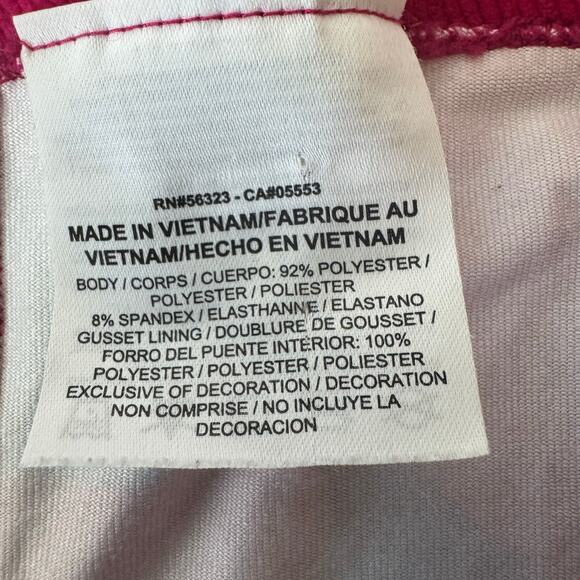 RN#56323 - CA#05553
MADE IN VIETNAM/FABRIQUE AU
VIETNAM/HECHO EN VIETNAM
BODY / CORPS / CUERPO: 92% POLYESTER /
POLYESTER / POLIESTER
8% SPANDEX / ELASTHANNE / ELASTANO
GUSSET LINING / DOUBLURE DE GOUSSET /
FORRO DEL PUENTE INTERIOR: 100%
POLYESTER / POLYESTER / POLIESTER
EXCLUSIVE OF DECORATION / DECORATION
NON COMPRISE / NO INCLUYE LA
DECORACION